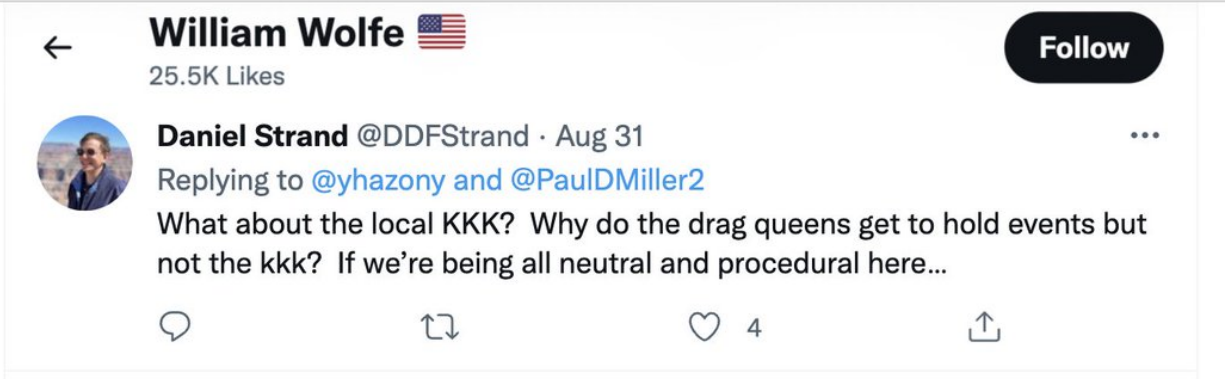 William Wolfe 🇺🇸
Follow
25.5K Likes
Daniel Strand @DDFStrand · Aug 31
Replying to @yhazony and @PaulDMiller2
What about the local KKK?  Why do the drag queens get to hold events but
not the kkk?  If we’re being all neutral and procedural here...
4